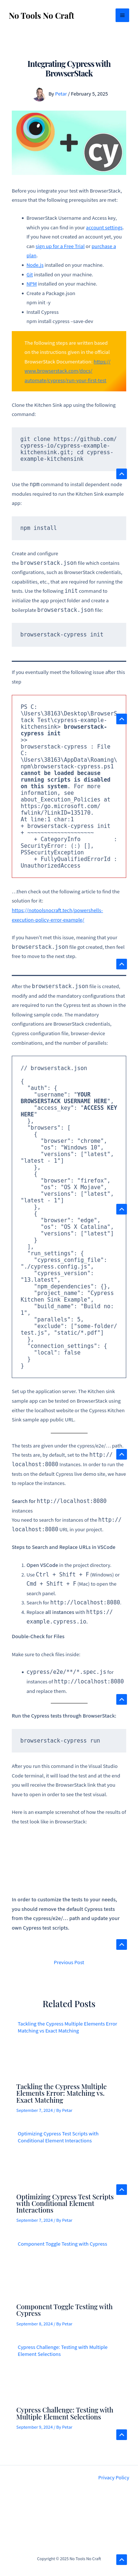 No Tools No Craft
Integrating Cypress with
BrowserStack
By Petar / February 5, 2025
cy
Before you integrate your test with BrowserStack,
ensure that the following prerequisites are met:
BrowserStack Username and Access key,
which you can find in your account settings.
If you have not created an account yet, you
can sign up for a Free Trial or purchase a
plan.
Node.js installed on your machine.
Git installed on your machine.
NPM installed on your machine.
Create a Package.json
npm init -y
Install Cypress
npm install cypress --save-dev
The following steps are written based
on the instructions given in the official
BrowserStack Documentation: https://
www.browserstack.com/docs/
automate/cypress/run-your-first-test
Clone the Kitchen Sink app using the following
command:
git clone https://github.com/
cypress-io/cypress-example-
kitchensink.git; cd cypress-
example-kitchensink
Use the npm command to install dependent node
modules required to run the Kitchen Sink example
app:
npm install
Create and configure
the browserstack.json file which contains
configurations, such as BrowserStack credentials,
capabilities, etc., that are required for running the
tests. Use the following init command to
initialize the app project folder and create a
boilerplate browserstack.json file:
browserstack-cypress init
If you eventually meet the following issue after this
step
PS C:
\Users\38163\Desktop\BrowserS
tack Test\cypress-example-
kitchensink> browserstack-
cypress init
>>
browserstack-cypress : File
C:
\Users\38163\AppData\Roaming\
npm\browserstack-cypress.ps1
cannot be loaded because
running scripts is disabled
on this system. For more
information, see
about_Execution_Policies at
https:/go.microsoft.com/
fwlink/?LinkID=135170.
At line:1 char:1
browserstack-cypress init
+ CategoryInfo :
SecurityError: (:) [],
PSSecurityException
+ FullyQualifiedErrorId :
UnauthorizedAccess
...then check out the following article to find the
solution for it:
https://notoolsnocraft.tech/powershells-
execution-policy-error-example/
If you haven't met this issue, meaning that your
browserstack.json file got created, then feel
free to move to the next step.
After the browserstack.json file is created,
modify and add the mandatory configurations that
are required to run the Cypress test as shown in the
following sample code. The mandatory
configurations are BrowserStack credentials,
Cypress configuration file, browser-device
combinations, and the number of parallels:
// browserstack.json
{
"auth": {
"username": "YOUR
BROWSERSTACK USERNAME HERE",
"access_key": "ACCESS KEY
HERE"
},
"browsers": [
{
"browser": "chrome",
"os": "Windows 10",
"versions": ["latest",
"latest - 1"]
},
{
"browser": "firefox",
"os": "OS X Mojave",
"versions": ["latest",
"latest - 1"]
},
{
"browser": "edge",
"os": "OS X Catalina",
"versions": ["latest"]
}
],
"run_settings": {
"cypress_config_file":
"./cypress.config.js",
"cypress_version":
"13.latest",
"npm_dependencies": {},
"project_name": "Cypress
Kitchen Sink Example",
"build_name": "Build no:
1",
"parallels": 5,
"exclude": ["some-folder/
test.js", "static/*.pdf"]
},
"connection_settings": {
"local": false
}
}
Set up the application server. The Kitchen sink
sample app can be tested on BrowserStack using
either the localhost website or the Cypress Kitchen
Sink sample app public URL.
The tests are given under the cypress/e2e/... path.
The tests are, by default, set to the http://
localhost:8080 instances. In order to run the
tests on the default Cypress live demo site, we have
to replace the instances.
Search for http://localhost:8080
instances
You need to search for instances of the http://
localhost:8080 URL in your project.
Steps to Search and Replace URLs in VSCode
1. Open VSCode in the project directory.
2. Use Ctrl + Shift + F (Windows) or
Cmd + Shift + F (Mac) to open the
search panel.
3. Search for http://localhost:8080.
4. Replace all instances with https://
example.cypress.io.
Double-Check for Files
Make sure to check files inside:
cypress/e2e/**/*.spec.js for
instances of http://localhost:8080
and replace them.
Run the Cypress tests through BrowserStack:
browserstack-cypress run
After you run this command in the Visual Studio
Code terminal, it will load the test and at the end
you will receive the BrowserStack link that you have
to open in order to see the test visual.
Here is an example screenshot of how the results of
the test look like in BrowserStack:
In order to customize the tests to your needs,
you should remove the default Cypress tests
from the cypress/e2e/... path and update your
own Cypress test scripts.
Previous Post
Related Posts
Tackling the Cypress Multiple Elements Error
Matching vs Exact Matching
Tackling the Cypress Multiple
Elements Error: Matching vs.
Exact Matching
September 7, 2024 / By Petar
Optimizing Cypress Test Scripts with
Conditional Element Interactions
Optimizing Cypress Test Scripts
with Conditional Element
Interactions
September 7, 2024 / By Petar
Component Toggle Testing with Cypress
Component Toggle Testing with
Cypress
September 8, 2024 / By Petar
Cypress Challenge: Testing with Multiple
Element Selections
Cypress Challenge: Testing with
Multiple Element Selections
September 9, 2024 / By Petar
Privacy Policy
Copyright © 2025 No Tools No Craft